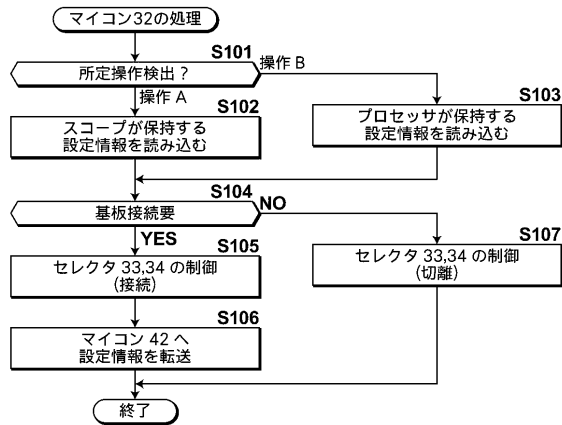 マイコン32の処理
S101
所定操作検出？
操作 B
操作 A
S102
スコープが保持する
設定情報を読み込む
S103
プロセッサが保持する
設定情報を読み込む
S104
基板接続要
NO
YES
S105
セレクタ 33,34 の制御
(接続)
S107
セレクタ 33,34 の制御
(切離)
S106
マイコン 42 へ
設定情報を転送
終了